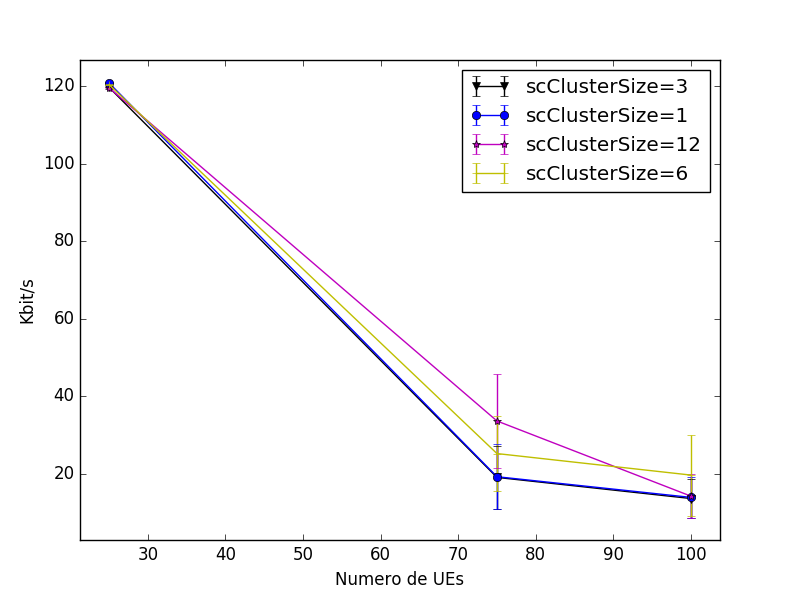 120
100
80
60
40
20
Kbit/s
scClusterSize=3
scClusterSize=1
scClusterSize=12
scClusterSize=6
30 40 50 60 70 80 90 100
Numero de UEs